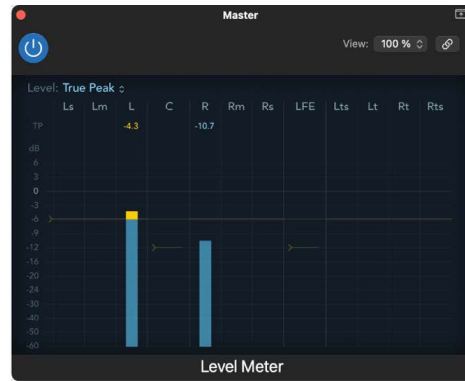 Master
View: 100 %
Level: True Peak
Ls Lm L C R Rm Rs LFE Lts Lt Rt Rts
TP -4.3 -10.7
dB
6
3
0
-3
-6
-9
-12
-16
-20
-24
-30
-40
-50
-60
Level Meter